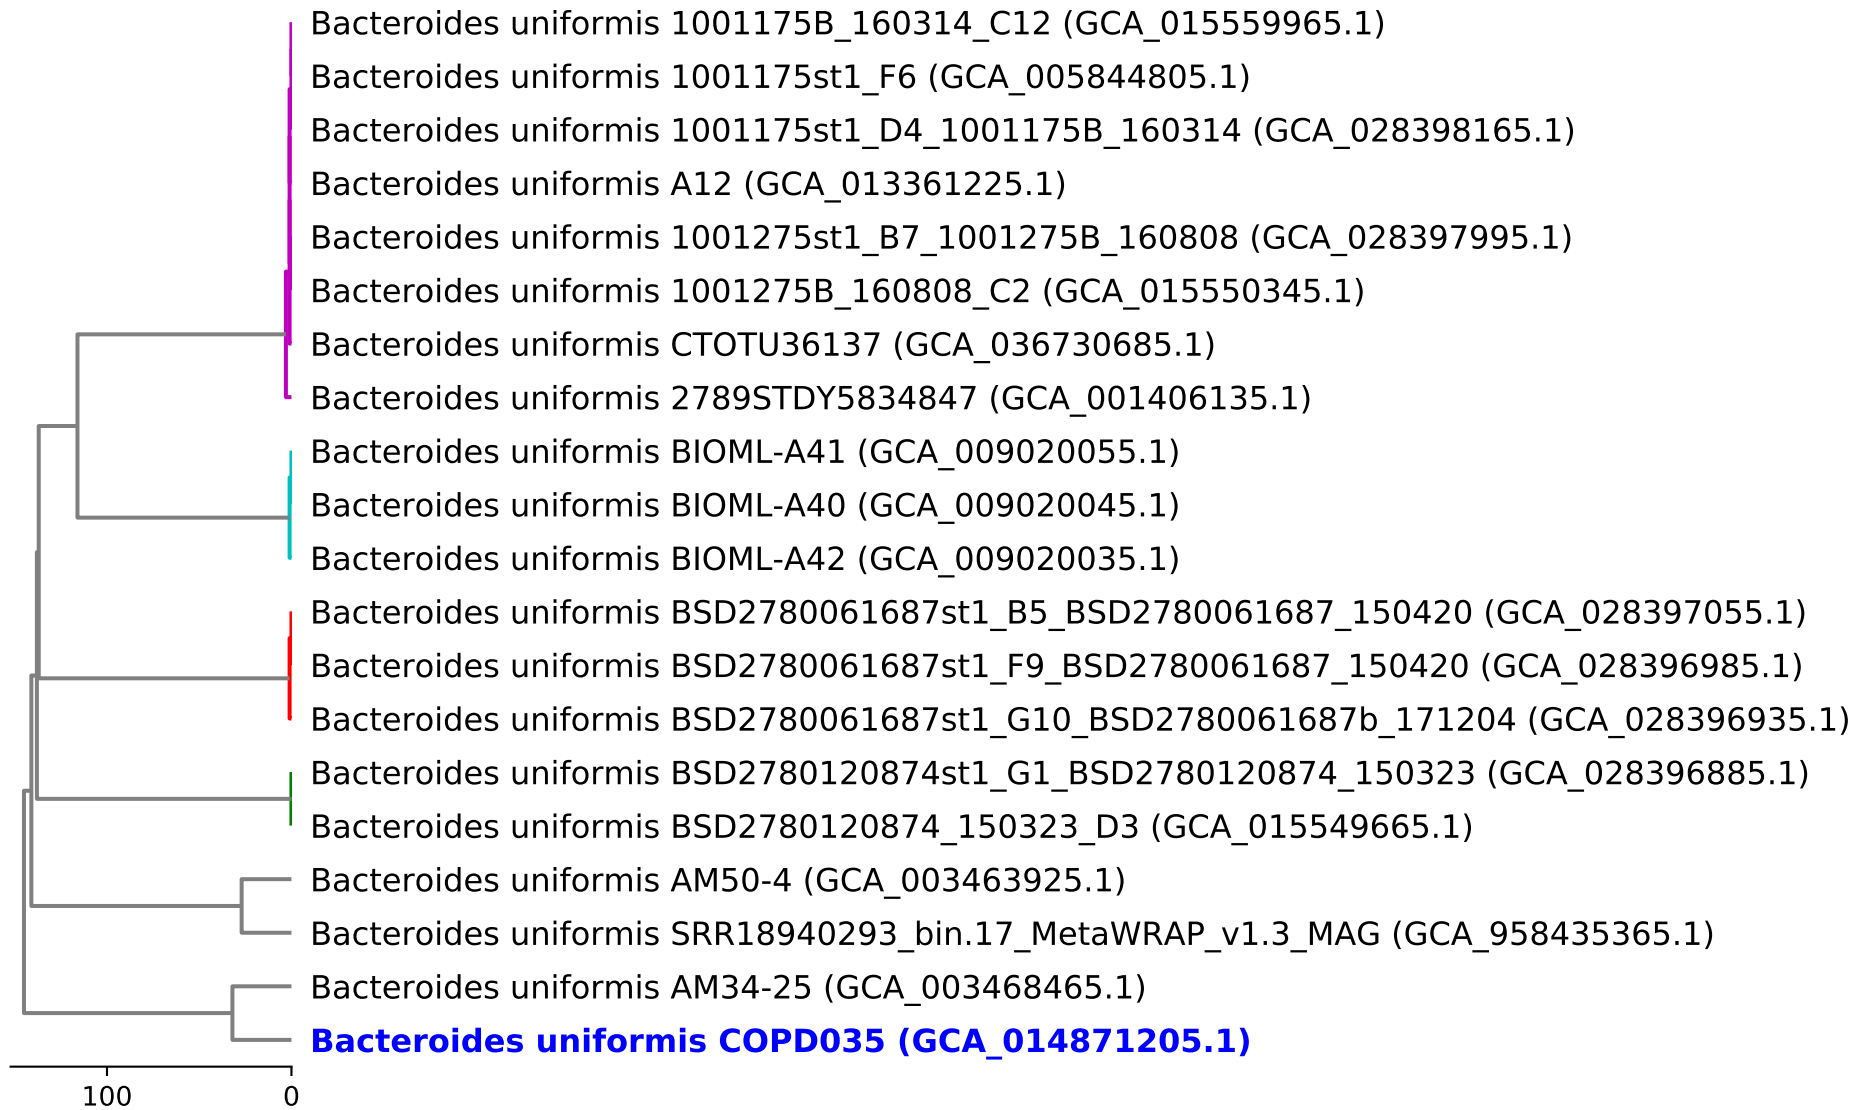 Bacteroides uniformis 1001175B_160314_C12 (GCA_015559965.1)
Bacteroides uniformis 1001175st1_F6 (GCA_005844805.1)
Bacteroides uniformis 1001175st1_D4_1001175B_160314 (GCA_028398165.1)
Bacteroides uniformis A12 (GCA_013361225.1)
Bacteroides uniformis 1001275st1_B7_1001275B_160808 (GCA_028397995.1)
Bacteroides uniformis 1001275B_160808_C2 (GCA_015550345.1)
Bacteroides uniformis CTOTU36137 (GCA_036730685.1)
Bacteroides uniformis 2789STDY5834847 (GCA_001406135.1)
Bacteroides uniformis BIOML-A41 (GCA_009020055.1)
Bacteroides uniformis BIOML-A40 (GCA_009020045.1)
Bacteroides uniformis BIOML-A42 (GCA_009020035.1)
Bacteroides uniformis BSD2780061687st1_B5_BSD2780061687_150420 (GCA_028397055.1)
Bacteroides uniformis BSD2780061687st1_F9_BSD2780061687_150420 (GCA_028396985.1)
Bacteroides uniformis BSD2780061687st1_G10_BSD2780061687b_171204 (GCA_028396935.1)
Bacteroides uniformis BSD2780120874st1_G1_BSD2780120874_150323 (GCA_028396885.1)
Bacteroides uniformis BSD2780120874_150323_D3 (GCA_015549665.1)
Bacteroides uniformis AM50-4 (GCA_003463925.1)
Bacteroides uniformis SRR18940293_bin.17_MetaWRAP_v1.3_MAG (GCA_958435365.1)
Bacteroides uniformis AM34-25 (GCA_003468465.1)
Bacteroides uniformis COPD035 (GCA_014871205.1)
100 0